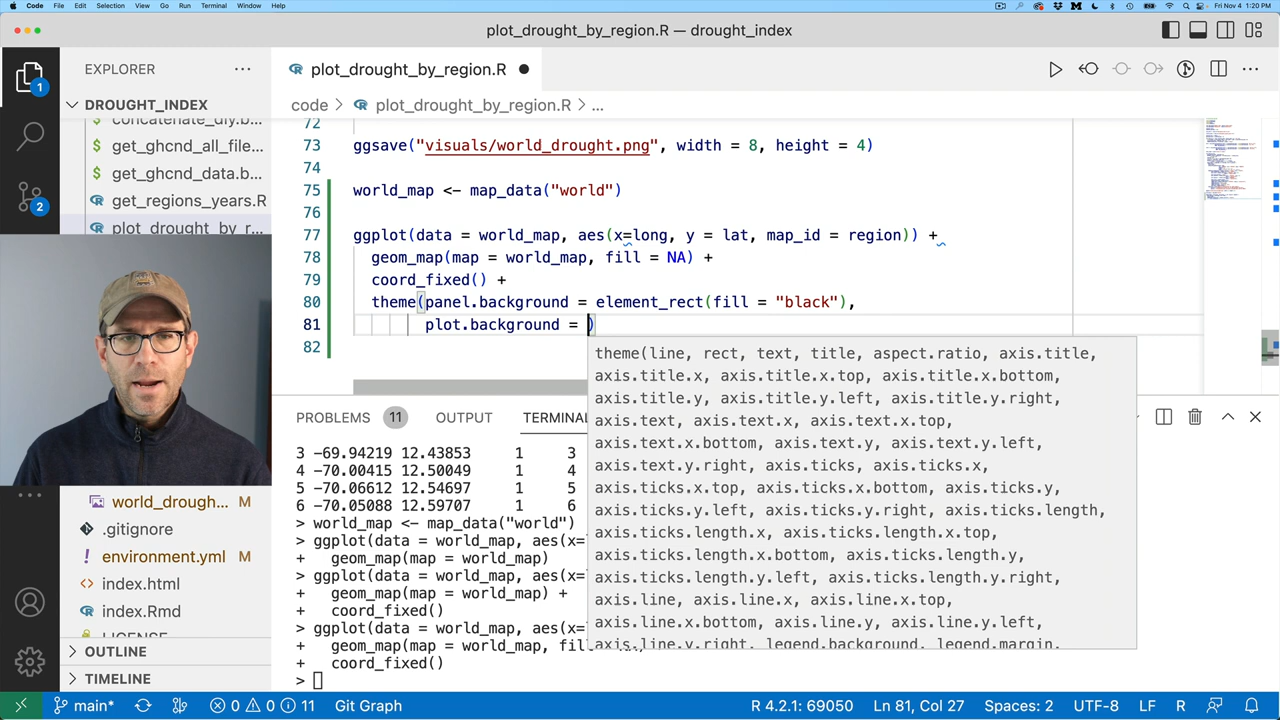 Code File Edit Selection View Go Run Terminal Window Help
Fri Nov 4 1:20 PM
plot_drought_by_region.R — drought_index
EXPLORER
plot_drought_by_region.R
DROUGHT_INDEX
code > plot_drought_by_region.R > ...
concatenate_dly.b...
get_ghcnd_all_file...
get_ghcnd_data.b...
get_regions_years.R
plot_drought_by_r...
1
2
72
73 ggsave("visuals/world_drought.png", width = 8, height = 4)
74
75 world_map <- map_data("world")
76
77 ggplot(data = world_map, aes(x=long, y = lat, map_id = region)) +
78 geom_map(map = world_map, fill = NA) +
79 coord_fixed() +
80 theme(panel.background = element_rect(fill = "black"),
81 plot.background = )
82
theme(line, rect, text, title, aspect.ratio, axis.title,
axis.title.x, axis.title.x.top, axis.title.x.bottom,
axis.title.y, axis.title.y.left, axis.title.y.right,
axis.text, axis.text.x, axis.text.x.top,
axis.text.x.bottom, axis.text.y, axis.text.y.left,
axis.text.y.right, axis.ticks, axis.ticks.x,
axis.ticks.x.top, axis.ticks.x.bottom, axis.ticks.y,
axis.ticks.y.left, axis.ticks.y.right, axis.ticks.length,
axis.ticks.length.x, axis.ticks.length.x.top,
axis.ticks.length.x.bottom, axis.ticks.length.y,
axis.ticks.length.y.left, axis.ticks.length.y.right,
axis.line, axis.line.x, axis.line.x.top,
axis.line.x.bottom, axis.line.y, axis.line.y.left,
axis.line.y.right, legend.background, legend.margin,
PROBLEMS 11 OUTPUT TERMINAL
3 -69.94219 12.43853 1 3
4 -70.00415 12.50049 1 4
5 -70.06612 12.54697 1 5
6 -70.05088 12.59707 1 6
> world_map <- map_data("world")
> ggplot(data = world_map, aes(x=
+ geom_map(map = world_map)
> ggplot(data = world_map, aes(x=
+ geom_map(map = world_map) +
+ coord_fixed()
> ggplot(data = world_map, aes(x=
+ geom_map(map = world_map, fil
+ coord_fixed()
>
world_drough... M
.gitignore
environment.yml M
index.html
index.Rmd
LICENSE
OUTLINE
TIMELINE
main* 0 0 11 Git Graph R 4.2.1: 69050 Ln 81, Col 27 Spaces: 2 UTF-8 LF R